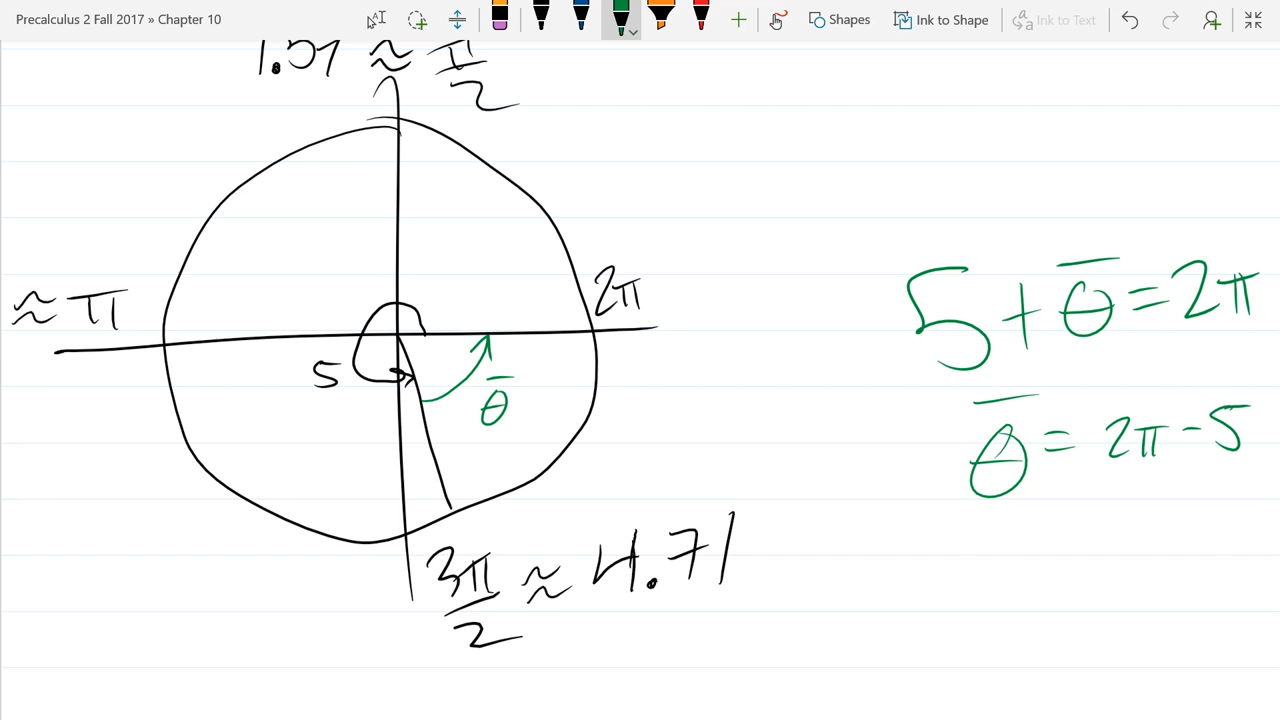 Precalculus 2 Fall 2017 » Chapter 10
Shapes
Ink to Shape
Ink to Text
1.57 ≈ π/2
≈ π
2π
5
θ̅
3π/2 ≈ 4.71
5 + θ̅ = 2π
θ̅ = 2π - 5